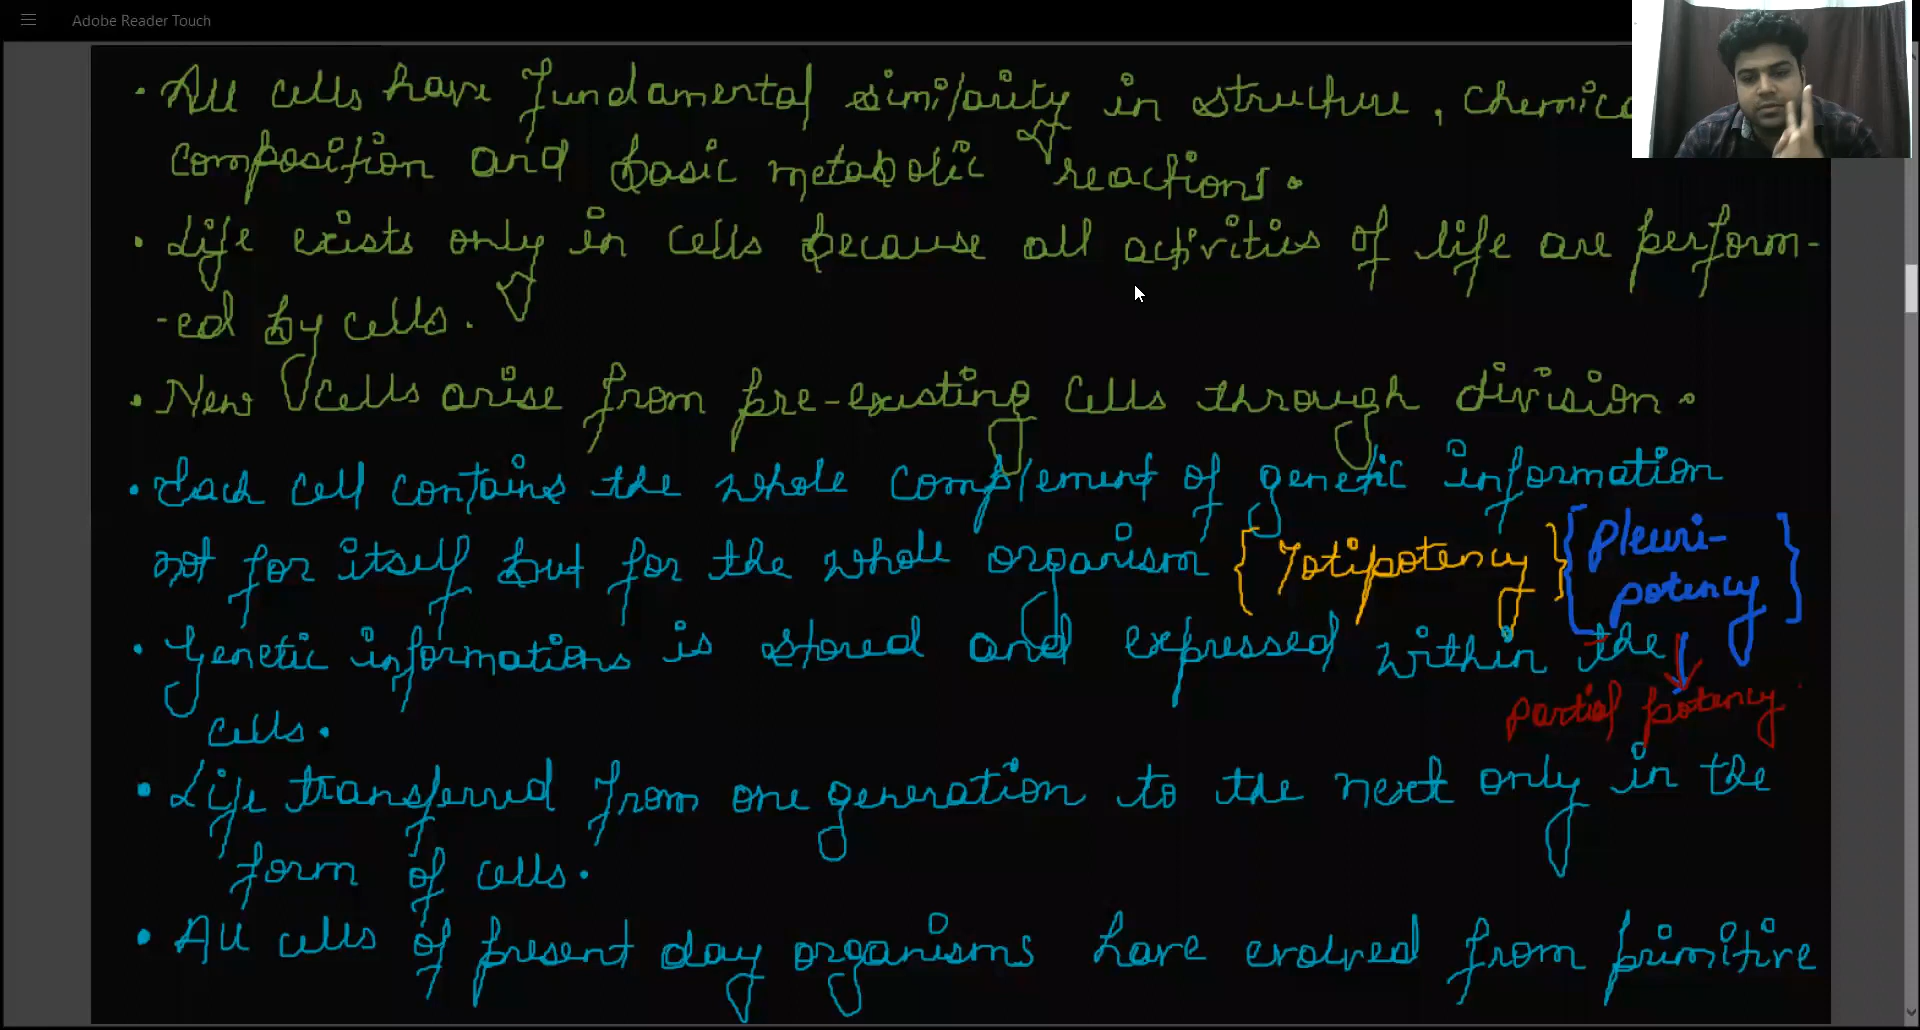 Adobe Reader Touch
• All cells have fundamental similarity in structure, chemica
composition and basic metabolic reactions.
• Life exists only in cells because all activities of life are perform-
-ed by cells.
• New cells arise from pre-existing cells through division.
• Each cell contains the whole complement of genetic information
not for itself but for the whole organism {Totipotency} {Pleuri-
potency}
• Genetic informations is stored and expressed within the
cells.
Partial potency
• Life transferred from one generation to the next only in the
form of cells.
• All cells of present day organisms have evolved from primitive